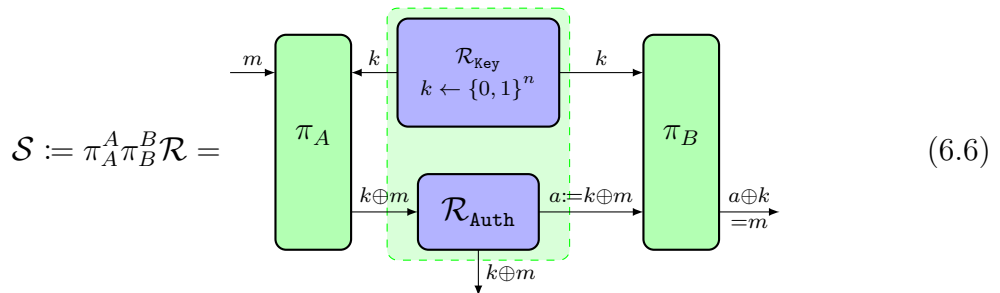 𝓡_Key
m k k
k ← {0, 1}^n
π_A π_B
𝓢 := π_A^A π_B^B 𝓡 = (6.6)
k⊕m a:=k⊕m a⊕k
𝓡_Auth =m
k⊕m